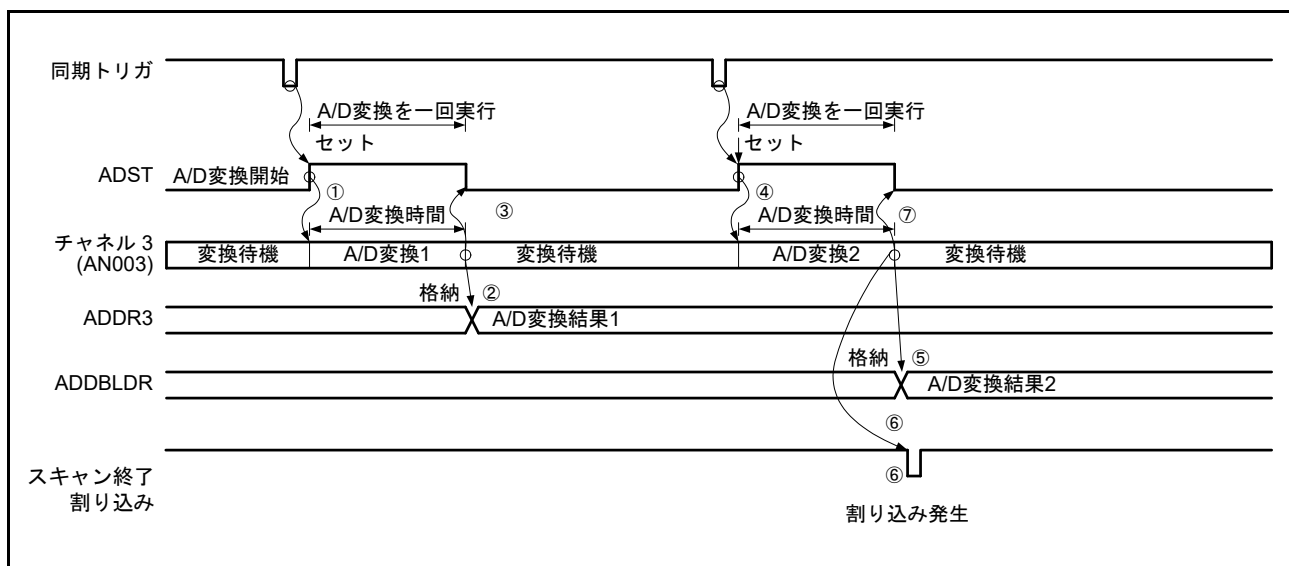 同期トリガ
A/D変換を一回実行 A/D変換を一回実行
セット セット
ADST A/D変換開始 ① ③ ④ ⑦
A/D変換時間 A/D変換時間
チャネル 3
(AN003) 変換待機 A/D変換1 変換待機 A/D変換2 変換待機
格納 ②
ADDR3 A/D変換結果1
格納 ⑤
ADDBLDR A/D変換結果2
⑥
スキャン終了 ⑥
割り込み
割り込み発生